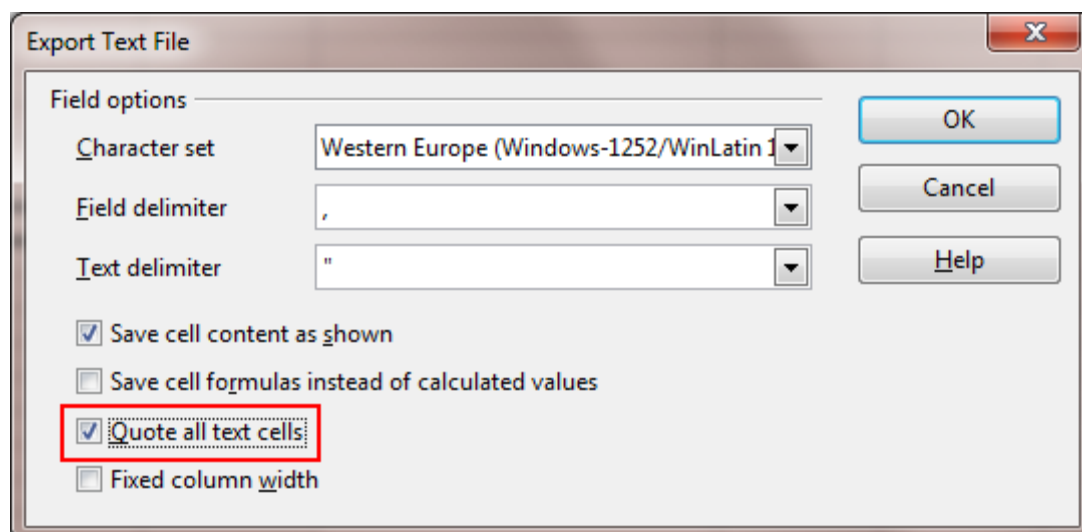 Export Text File
Field options
OK
Character set
Western Europe (Windows-1252/WinLatin 1
Cancel
Field delimiter
,
Text delimiter
"
Help
Save cell content as shown
Save cell formulas instead of calculated values
Quote all text cells
Fixed column width